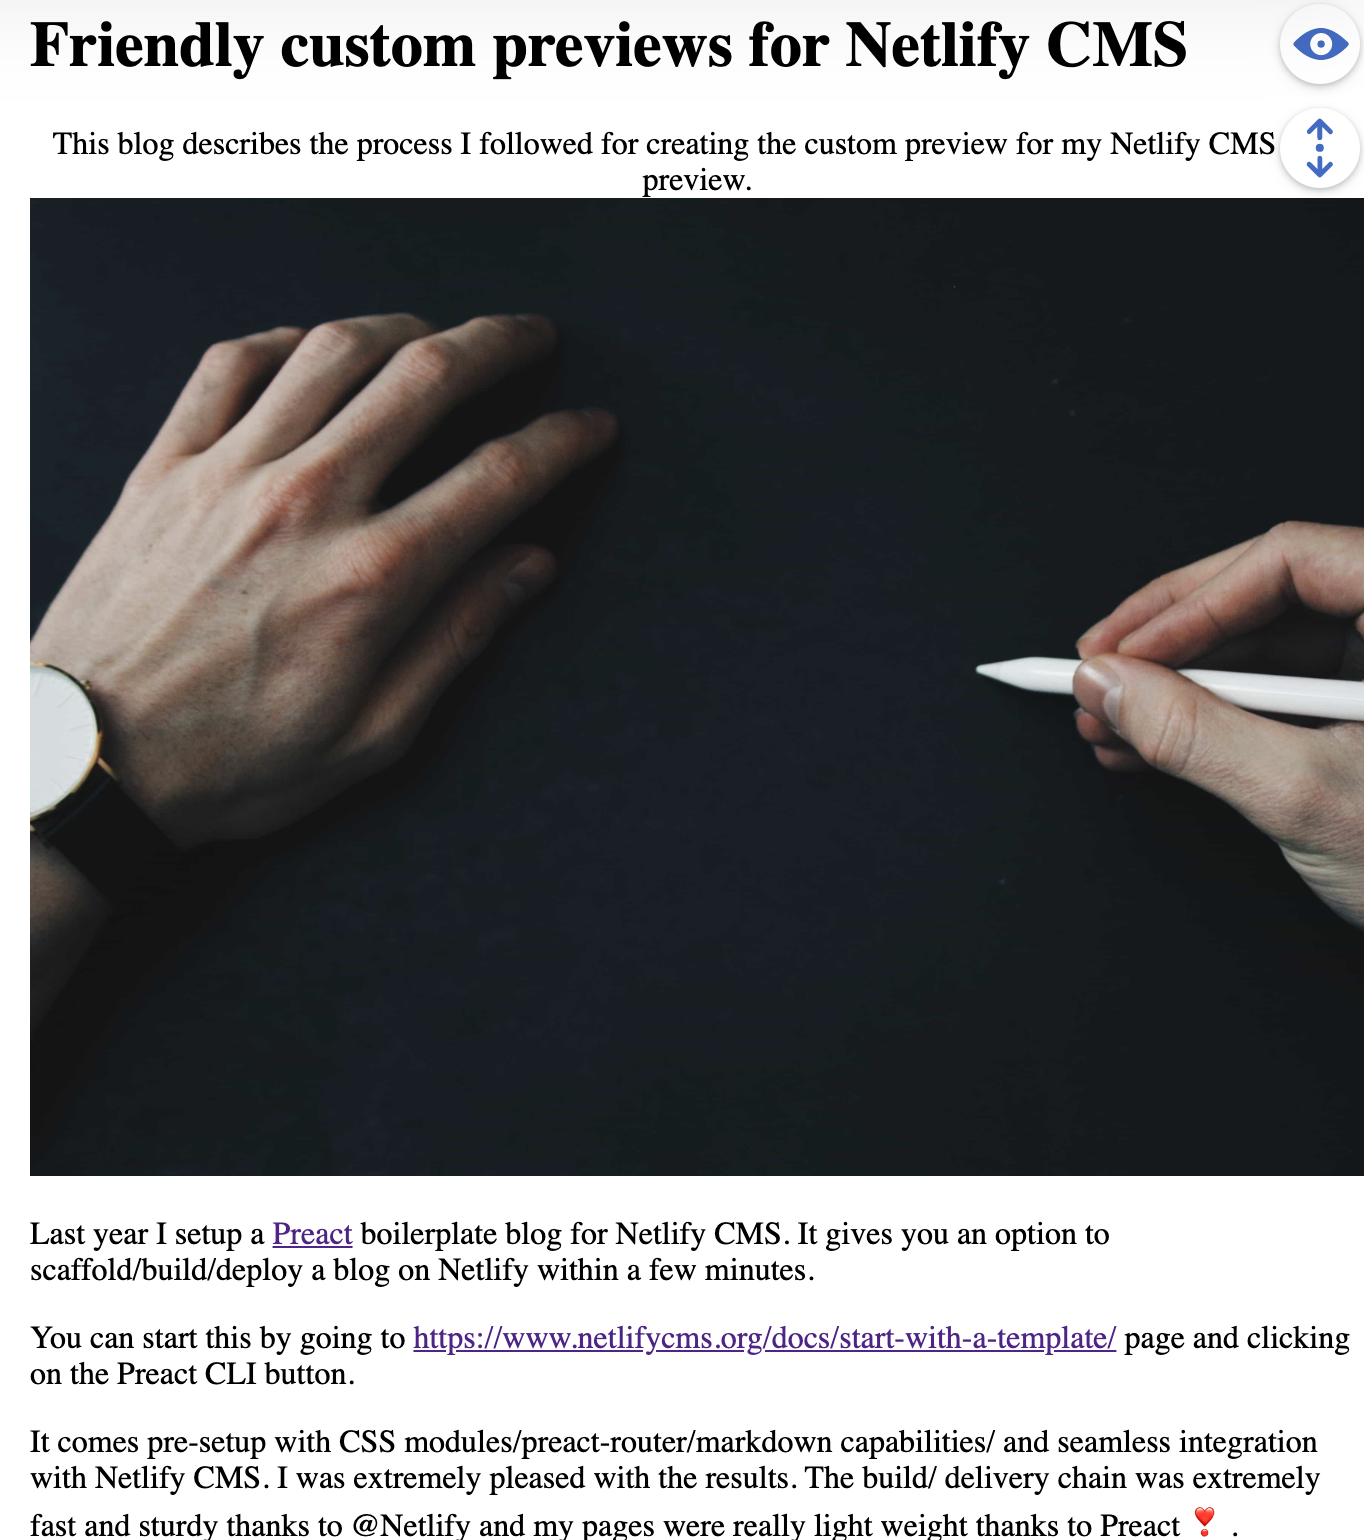 Friendly custom previews for Netlify CMS
This blog describes the process I followed for creating the custom preview for my Netlify CMS
preview.
Last year I setup a Preact boilerplate blog for Netlify CMS. It gives you an option to
scaffold/build/deploy a blog on Netlify within a few minutes.
You can start this by going to https://www.netlifycms.org/docs/start-with-a-template/ page and clicking
on the Preact CLI button.
It comes pre-setup with CSS modules/preact-router/markdown capabilities/ and seamless integration
with Netlify CMS. I was extremely pleased with the results. The build/ delivery chain was extremely
fast and sturdy thanks to @Netlify and my pages were really light weight thanks to Preact ❣️ .